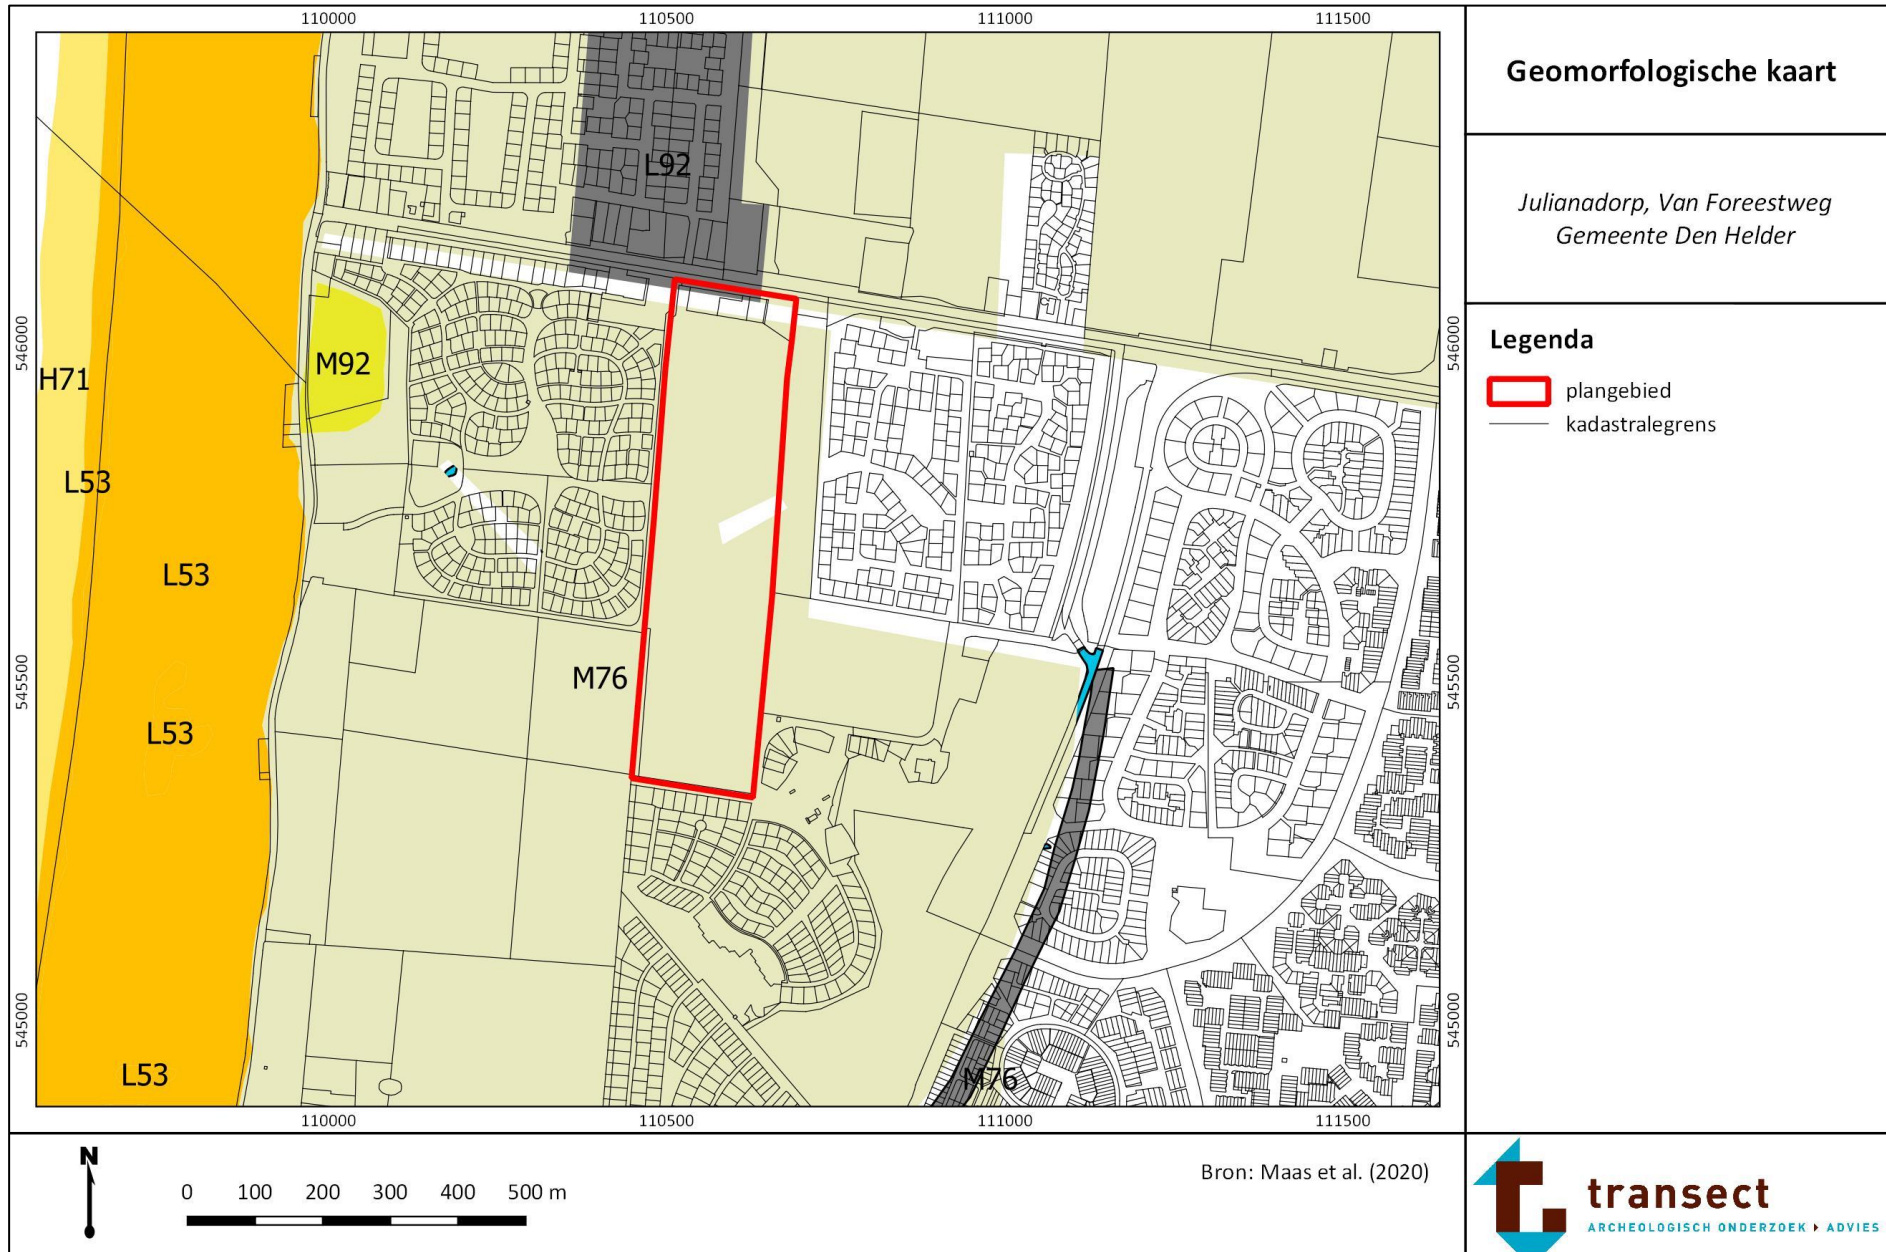 110000 110500 111000 111500
Geomorfologische kaart
Julianadorp, Van Foreestweg
Gemeente Den Helder
Legenda
plangebied
kadastralegrens
L92
546000
546000
M92
H71
L53
L53
M76
545500
545500
L53
545000
545000
L53
M76
110000 110500 111000 111500
N
0 100 200 300 400 500 m
Bron: Maas et al. (2020)
transect
ARCHEOLOGISCH ONDERZOEK ▸ ADVIES